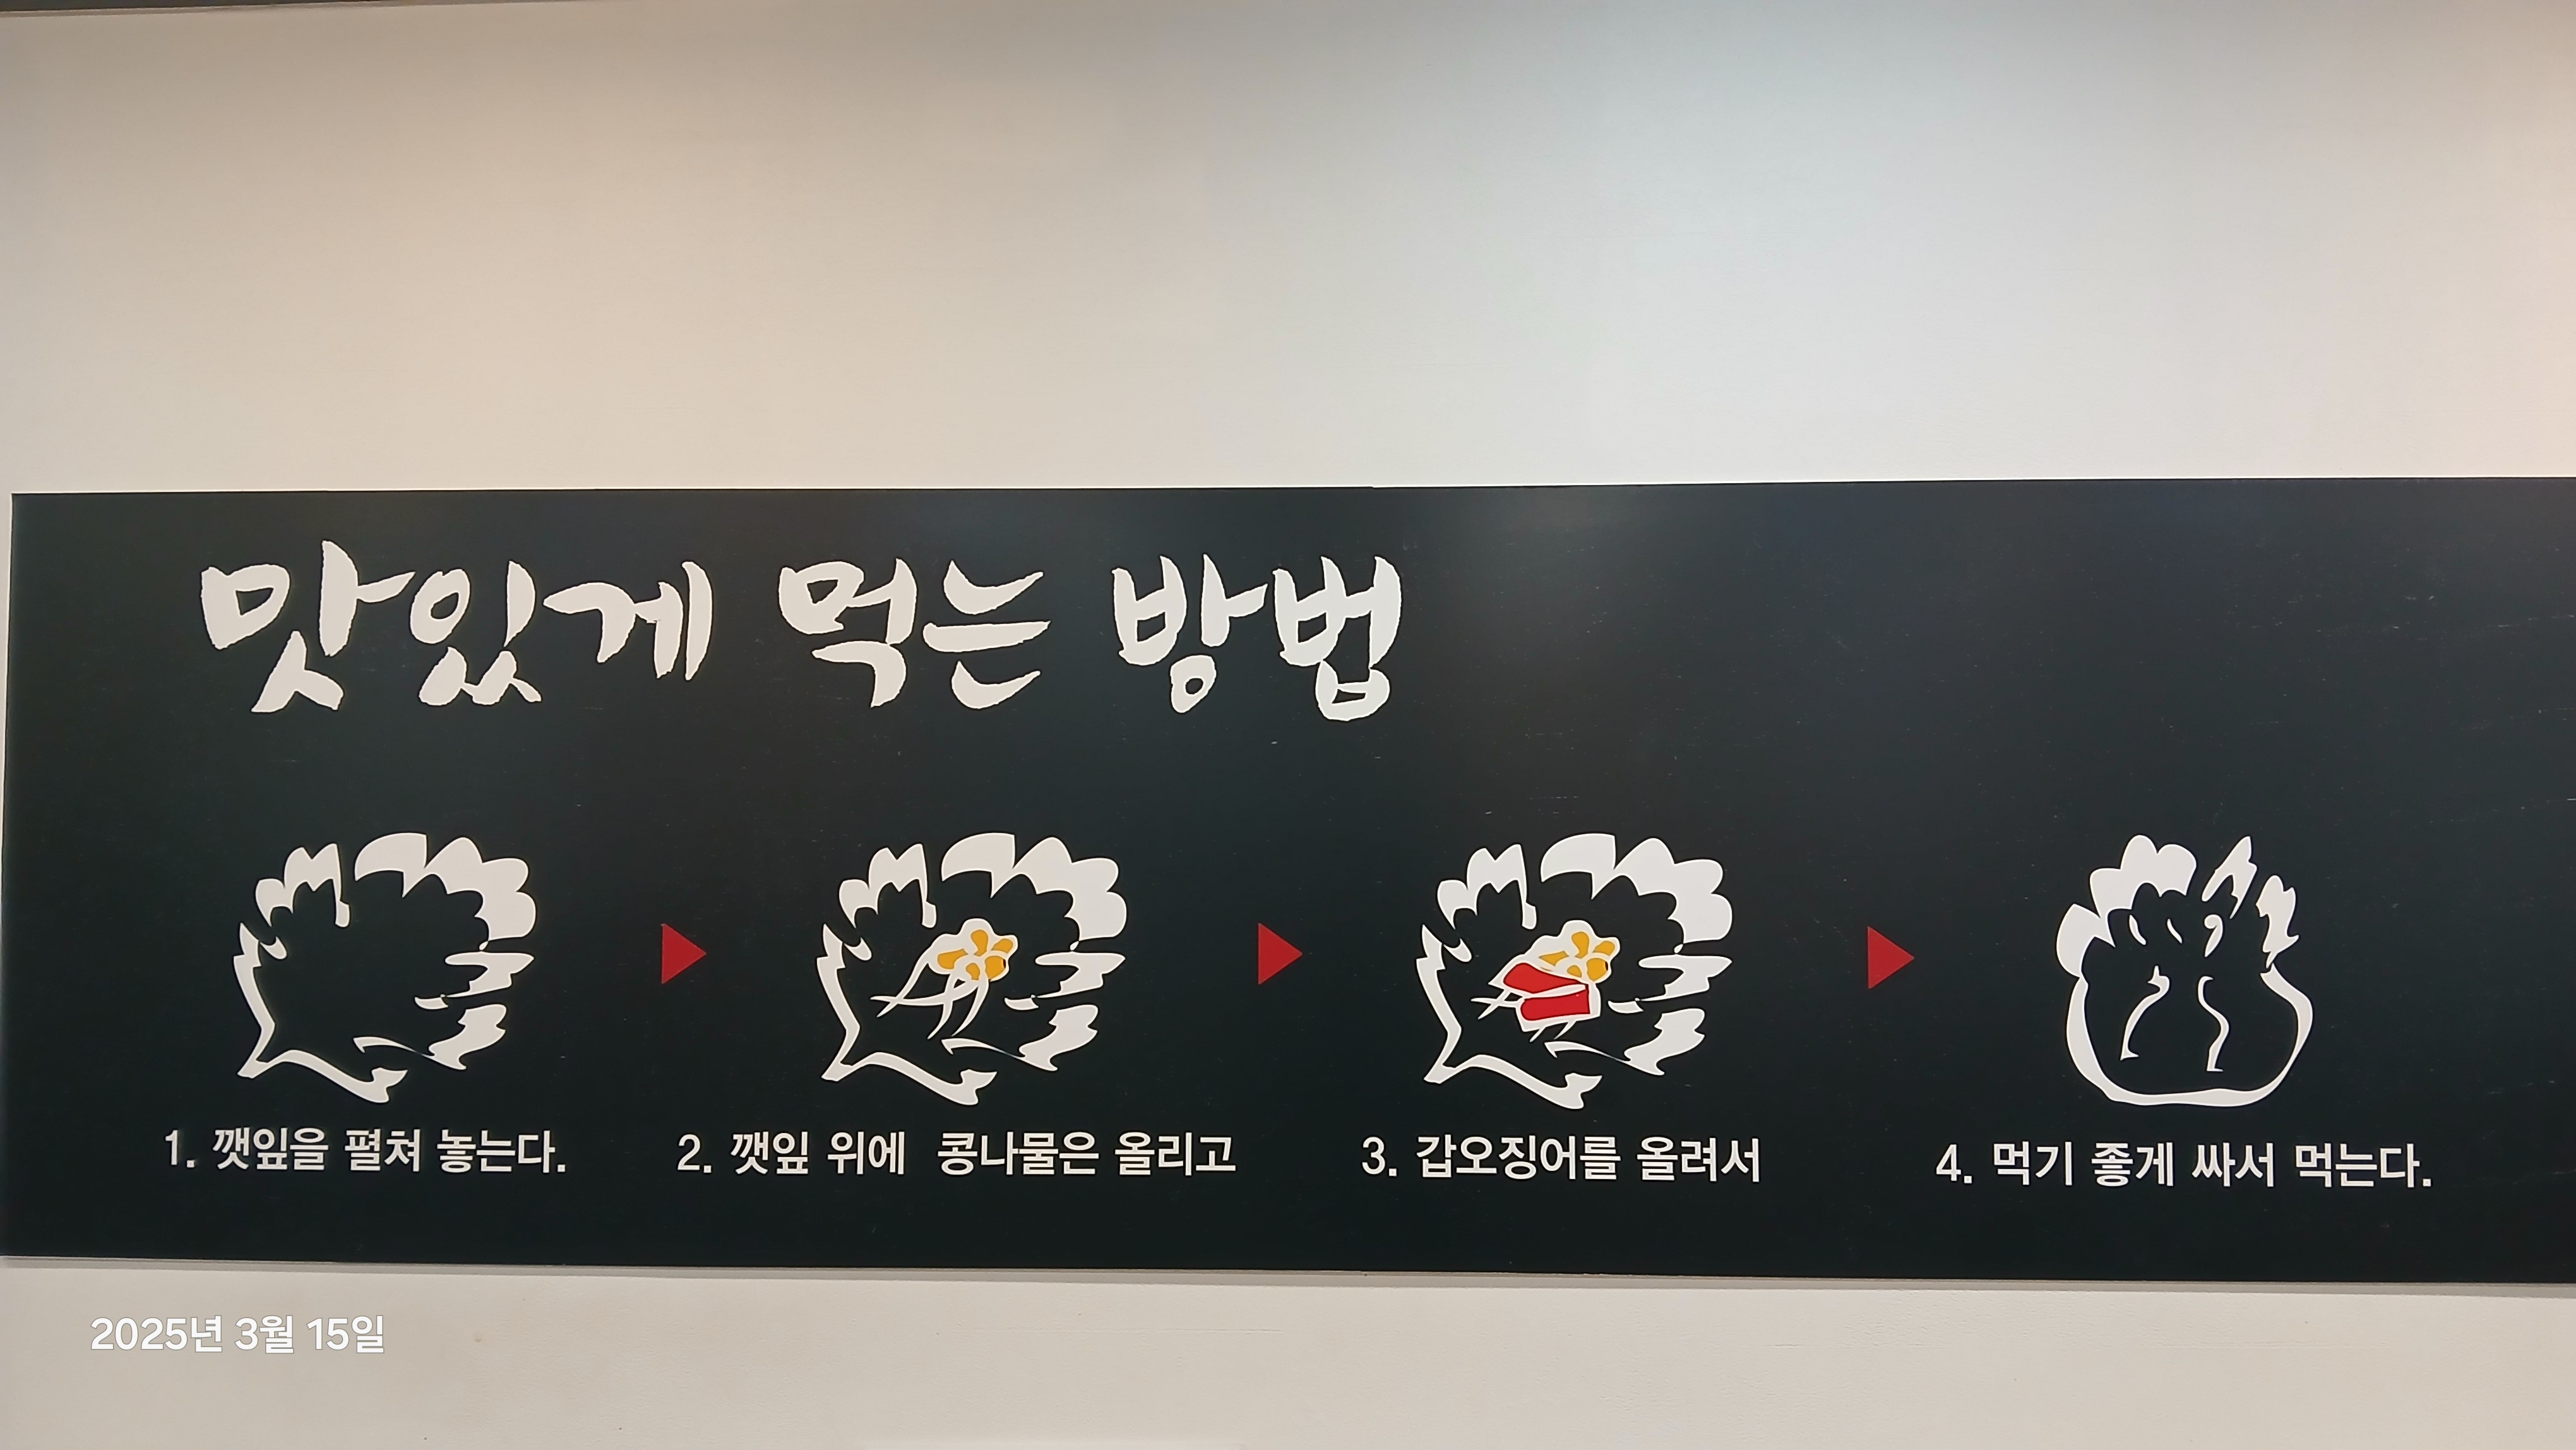 맛있게 먹는 방법
1. 깻잎을 펼쳐 놓는다.
2. 깻잎 위에 콩나물은 올리고
3. 갑오징어를 올려서
4. 먹기 좋게 싸서 먹는다.
2025년 3월 15일